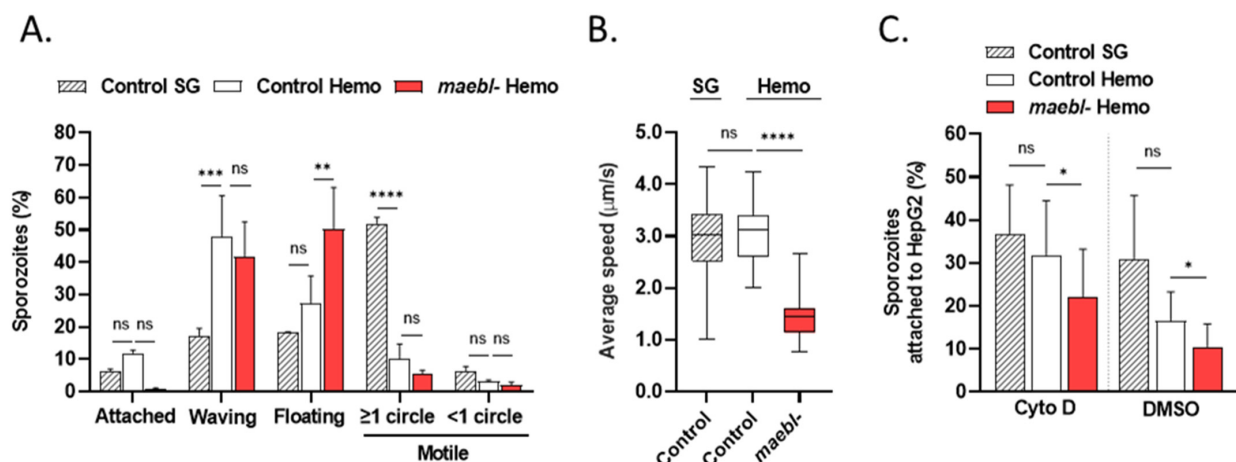 A.
Control SG Control Hemo maebl- Hemo
Sporozoites (%)
80
70
60
50
40
30
20
10
0
ns ns
*** ns
ns **
**** ns
ns ns
Attached Waving Floating ≥1 circle <1 circle
Motile
B.
SG Hemo
ns ****
Average speed (μm/s)
5.0
4.0
3.0
2.0
1.0
0.0
Control Control maebl-
C.
Control SG
Control Hemo
maebl- Hemo
Sporozoites
attached to HepG2 (%)
60
50
40
30
20
10
0
ns * ns *
Cyto D DMSO